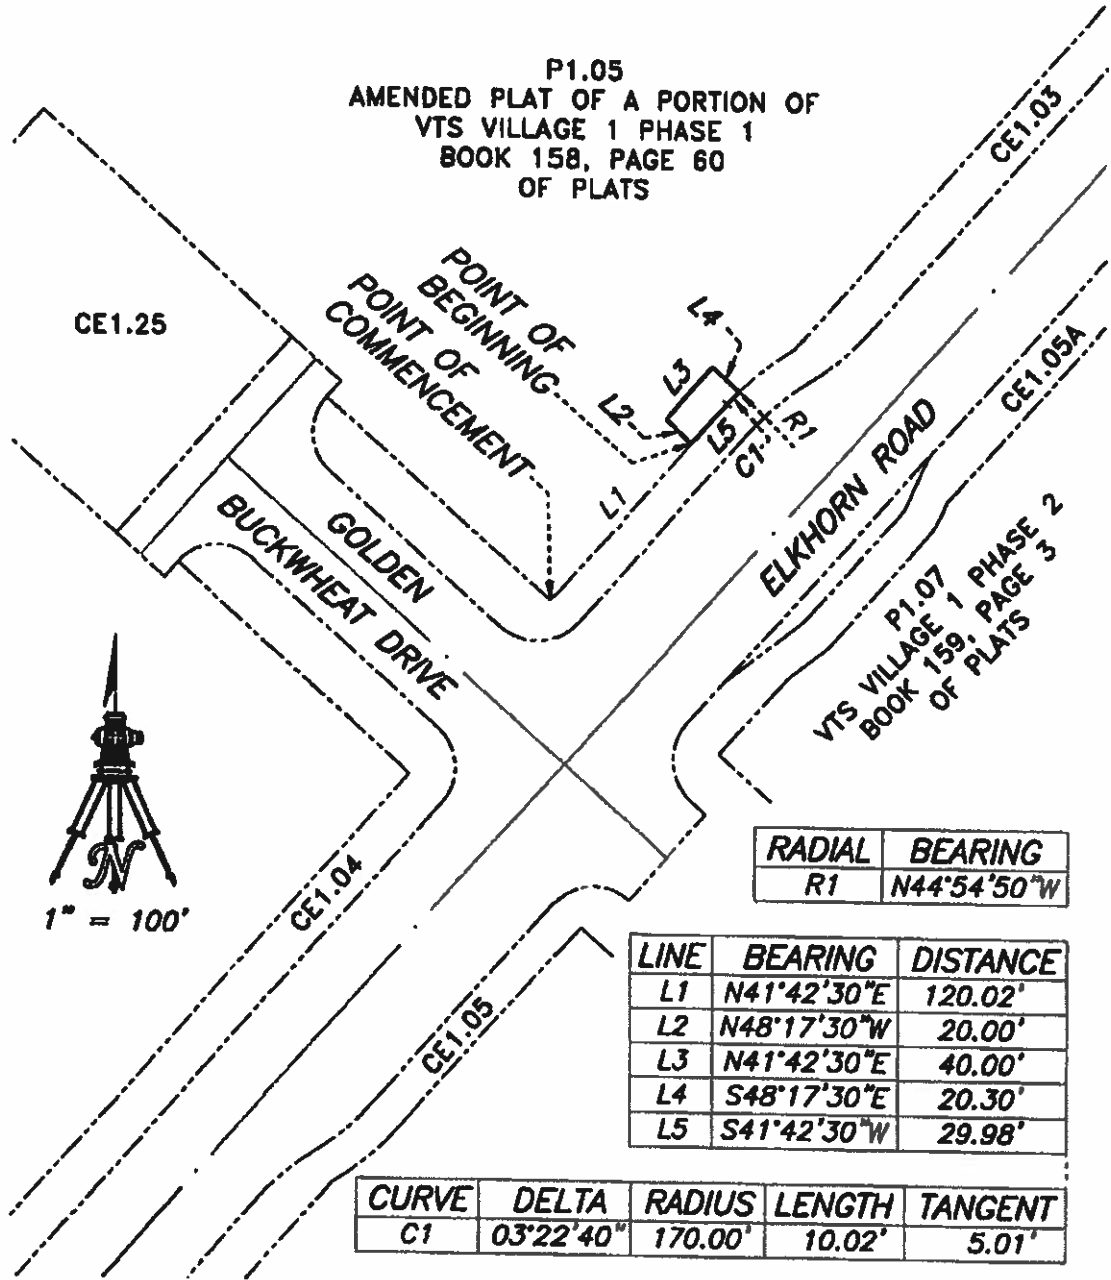 P1.05
AMENDED PLAT OF A PORTION OF
VTS VILLAGE 1 PHASE 1
BOOK 158, PAGE 60
OF PLATS
CE1.03
CE1.25
POINT OF
BEGINNING
POINT OF
COMMENCEMENT
L4
L3
L2
L5
R1
C1
L1
CE1.05A
ELKHORN ROAD
GOLDEN
BUCKWHEAT DRIVE
P1.07
VTS VILLAGE 1 PHASE 2
BOOK 159, PAGE 3
OF PLATS
N
1" = 100'
CE1.04
CE1.05
RADIAL BEARING
R1 N44°54'50"W
LINE BEARING DISTANCE
L1 N41°42'30"E 120.02'
L2 N48°17'30"W 20.00'
L3 N41°42'30"E 40.00'
L4 S48°17'30"E 20.30'
L5 S41°42'30"W 29.98'
CURVE DELTA RADIUS LENGTH TANGENT
C1 03°22'40" 170.00' 10.02' 5.01'